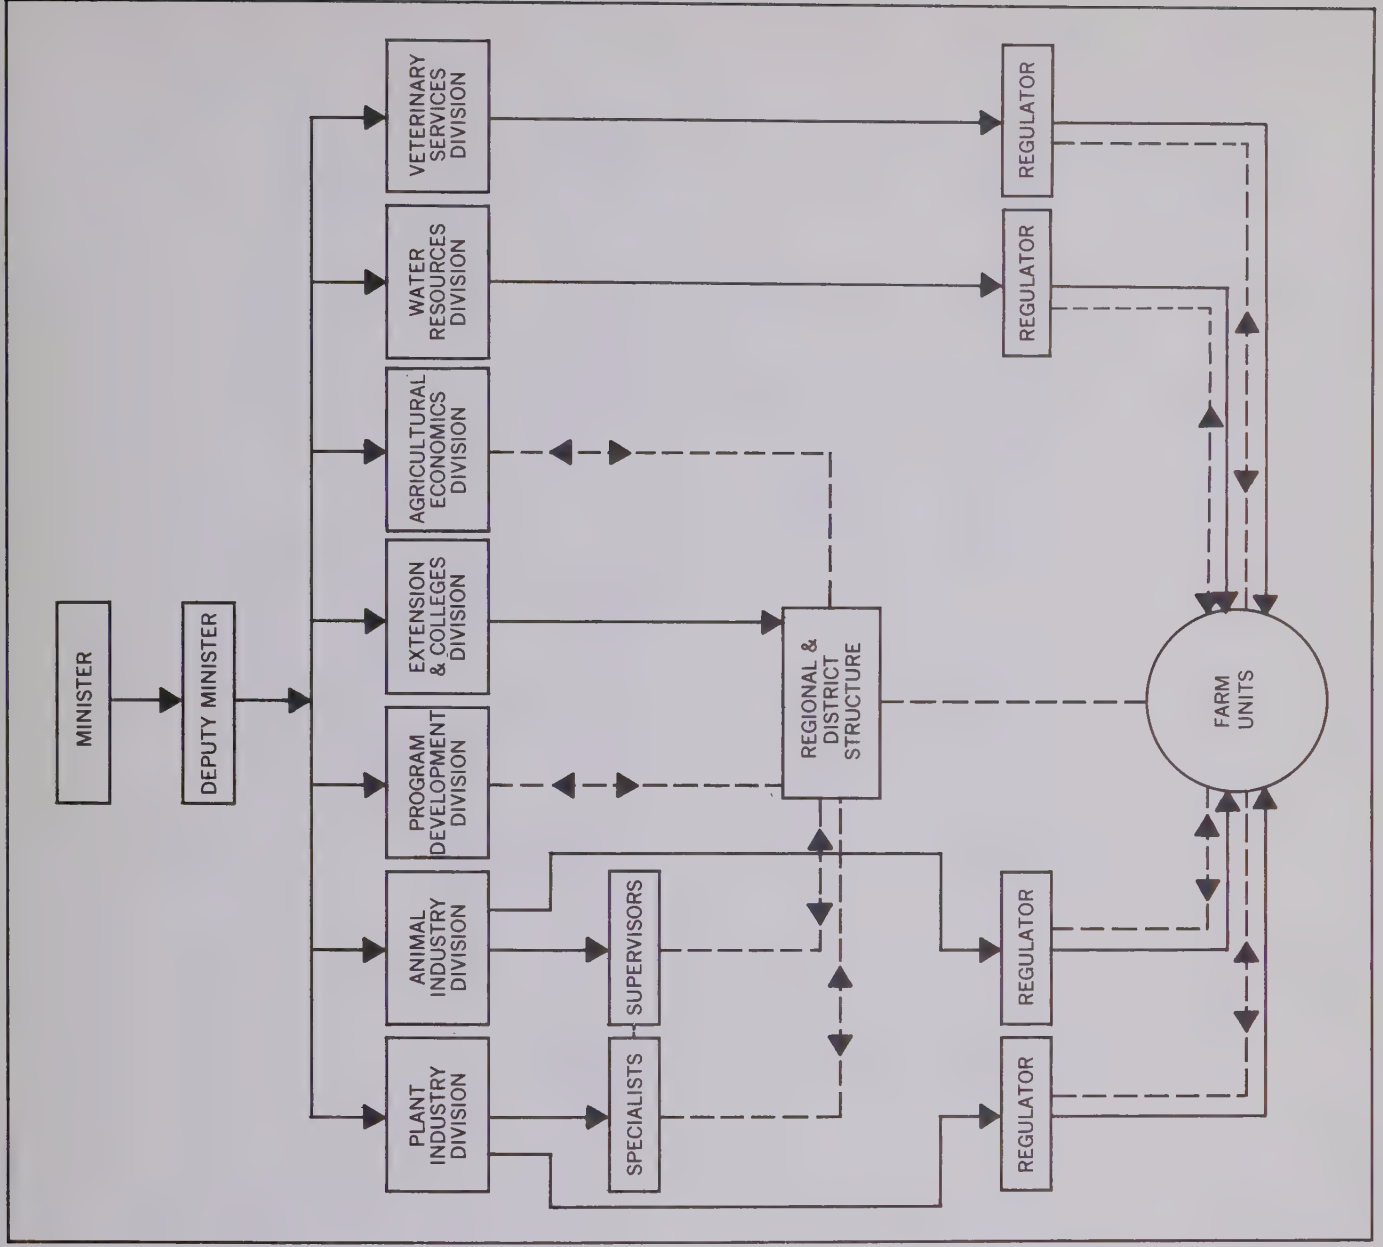 MINISTER
DEPUTY MINISTER
PLANT
INDUSTRY
DIVISION
ANIMAL
INDUSTRY
DIVISION
PROGRAM
DEVELOPMENT
DIVISION
EXTENSION
& COLLEGES
DIVISION
AGRICULTURAL
ECONOMICS
DIVISION
WATER
RESOURCES
DIVISION
VETERINARY
SERVICES
DIVISION
SPECIALISTS
SUPERVISORS
REGIONAL &
DISTRICT
STRUCTURE
REGULATOR
REGULATOR
REGULATOR
REGULATOR
FARM
UNITS